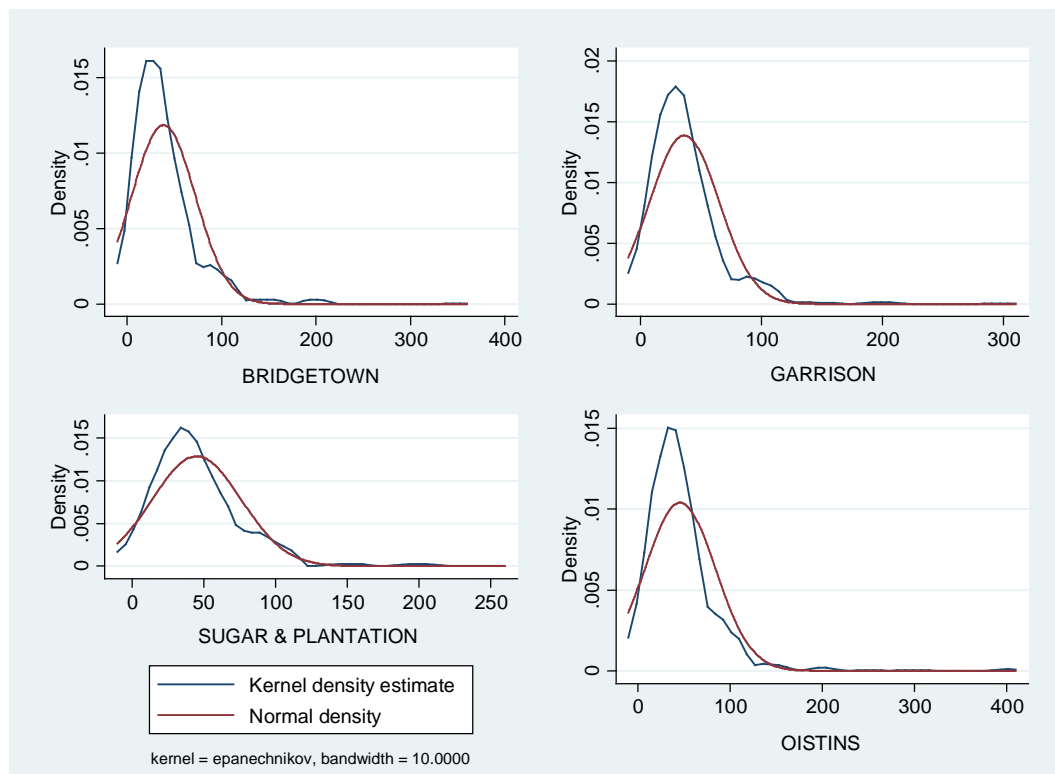 Density
0 .005 .01 .015
0 100 200 300 400
BRIDGETOWN
Density
0 .005 .01 .015 .02
0 100 200 300
GARRISON
Density
0 .005 .01 .015
0 50 100 150 200 250
SUGAR & PLANTATION
Density
0 .005 .01 .015
0 100 200 300 400
OISTINS
Kernel density estimate
Normal density
kernel = epanechnikov, bandwidth = 10.0000